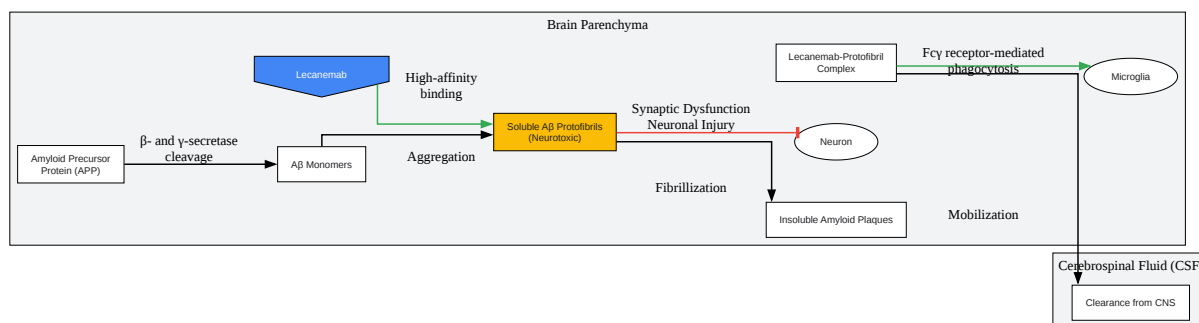 Brain Parenchyma
Lecanemab
High-affinity
binding
Lecanemab-Protofibril
Complex
Fcγ receptor-mediated
phagocytosis
Microglia
β- and γ-secretase
cleavage
Amyloid Precursor
Protein (APP)
Aβ Monomers
Aggregation
Soluble Aβ Protofibrils
(Neurotoxic)
Synaptic Dysfunction
Neuronal Injury
Neuron
Fibrillization
Insoluble Amyloid Plaques
Mobilization
Cerebrospinal Fluid (CSF
Clearance from CNS